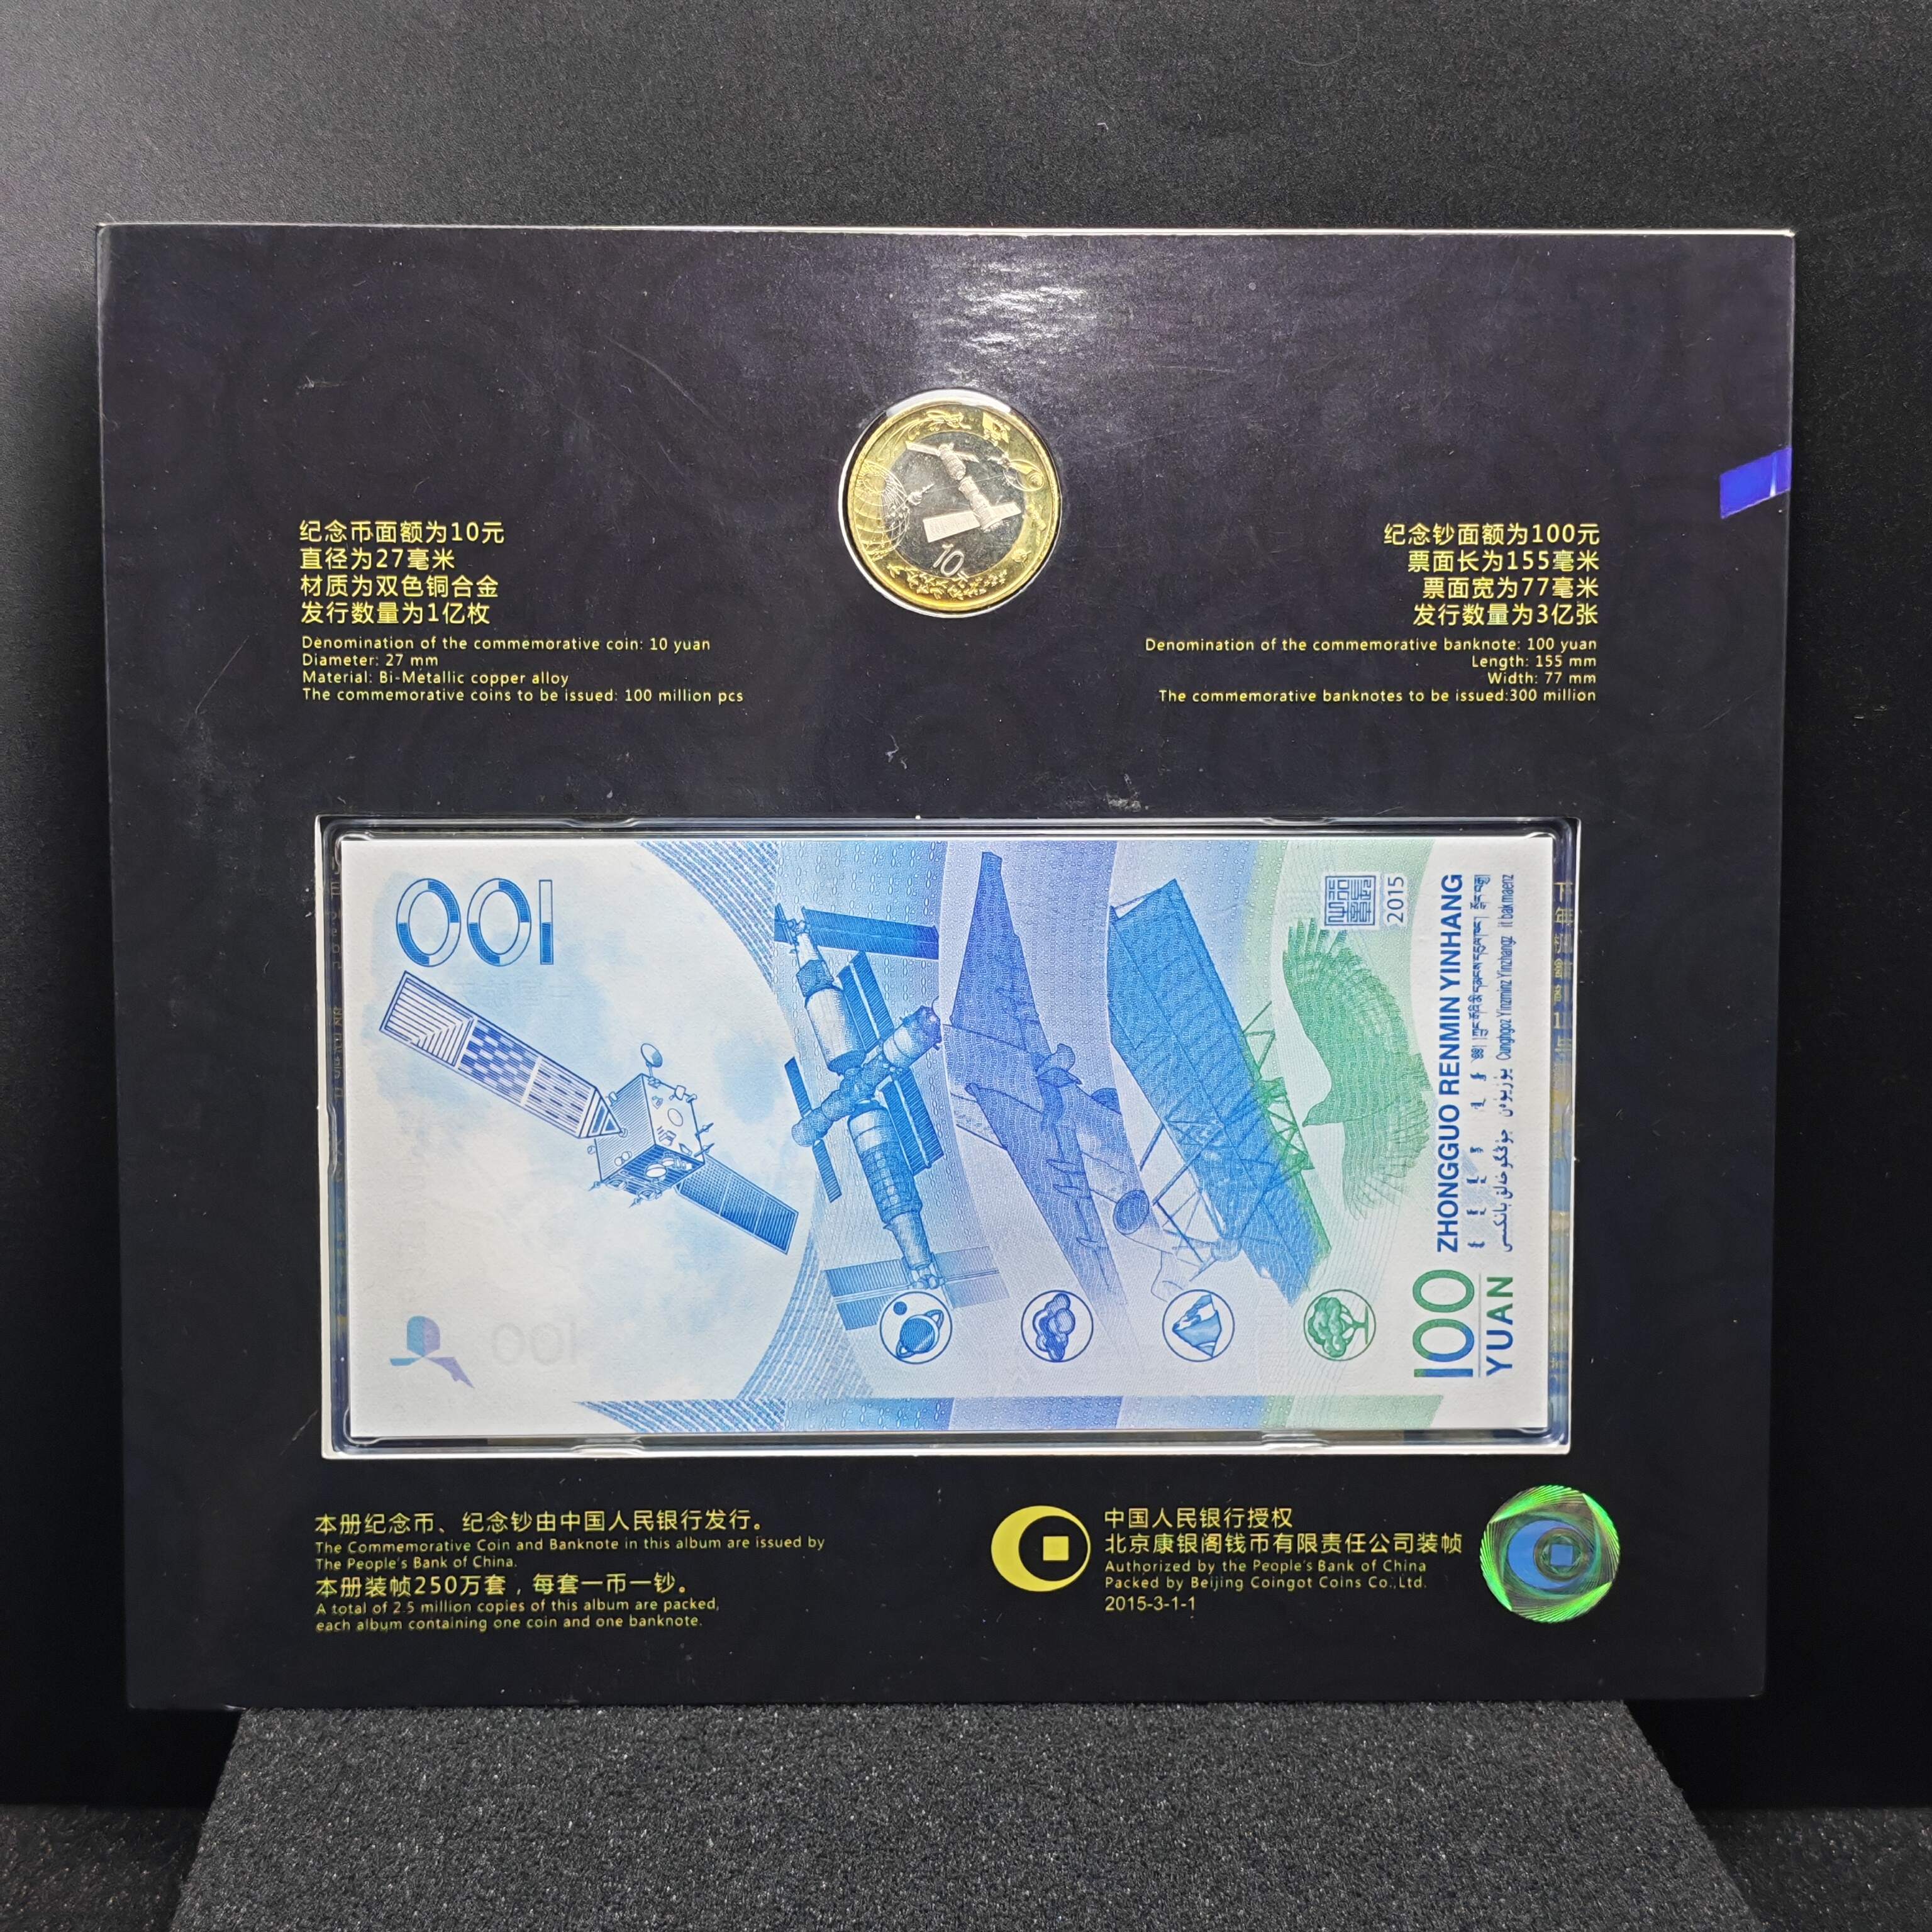 纪念币面额为10元
直径为27毫米
材质为双色铜合金
发行数量为1亿枚
Denomination of the commemorative coin: 10 yuan
Diameter: 27 mm
Material: Bi-Metallic copper alloy
The commemorative coins to be issued: 100 million pcs
10元
纪念钞面额为100元
票面长为155毫米
票面宽为77毫米
发行数量为3亿张
Denomination of the commemorative banknote: 100 yuan
Length: 155 mm
Width: 77 mm
The commemorative banknotes to be issued:300 million
100
100
2015
ZHONGGUO RENMIN YINHANG
Cunghgoz Yinzminz Yinzhangz it bak maenz
100
YUAN
本册纪念币、纪念钞由中国人民银行发行。
The Commemorative Coin and Banknote in this album are issued by
The People's Bank of China.
本册装帧250万套，每套一币一钞。
A total of 2.5 million copies of this album are packed,
each album containing one coin and one banknote.
中国人民银行授权
北京康银阁钱币有限责任公司装帧
Authorized by the People's Bank of China
Packed by Beijing Coingot Coins Co.,Ltd.
2015-3-1-1